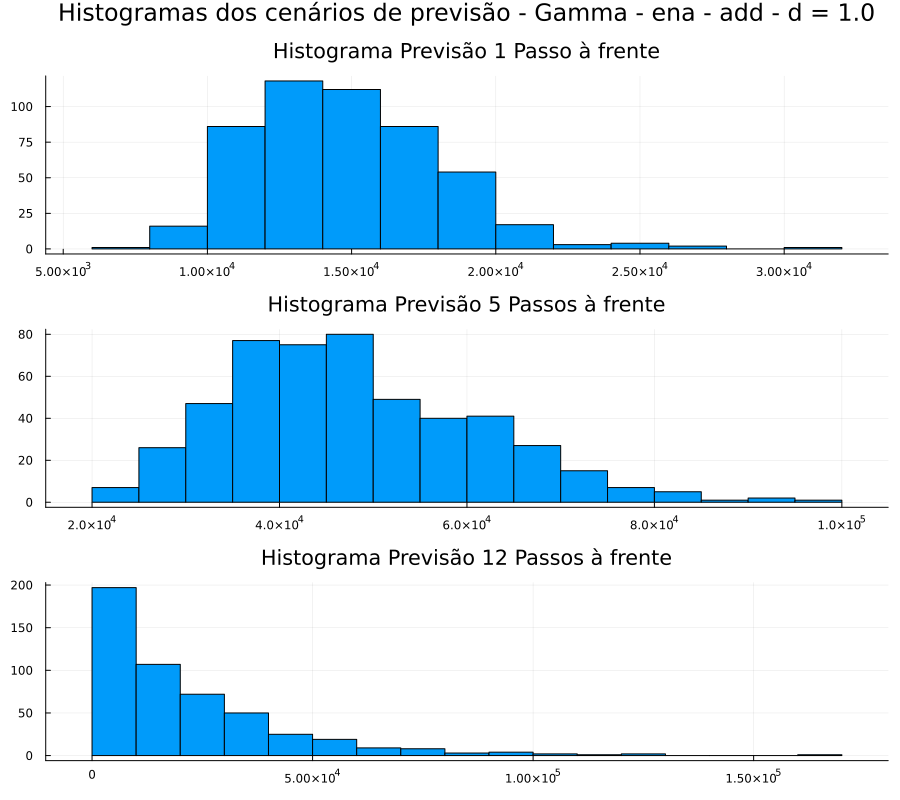 Histogramas dos cenários de previsão - Gamma - ena - add - d = 1.0
Histograma Previsão 1 Passo à frente
100
75
50
25
0
5.00×10³ 1.00×10⁴ 1.50×10⁴ 2.00×10⁴ 2.50×10⁴ 3.00×10⁴
Histograma Previsão 5 Passos à frente
80
60
40
20
0
2.0×10⁴ 4.0×10⁴ 6.0×10⁴ 8.0×10⁴ 1.0×10⁵
Histograma Previsão 12 Passos à frente
200
150
100
50
0
0 5.00×10⁴ 1.00×10⁵ 1.50×10⁵